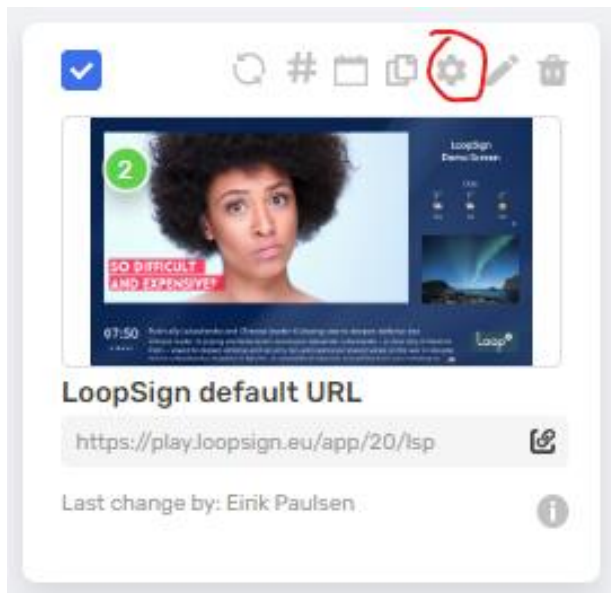 #
2
LoopSign
Demo Screen
SO DIFFICULT
AND EXPENSIVE?
07:50
Loop
LoopSign default URL
https://play.loopsign.eu/app/20/lsp
Last change by: Eirik Paulsen